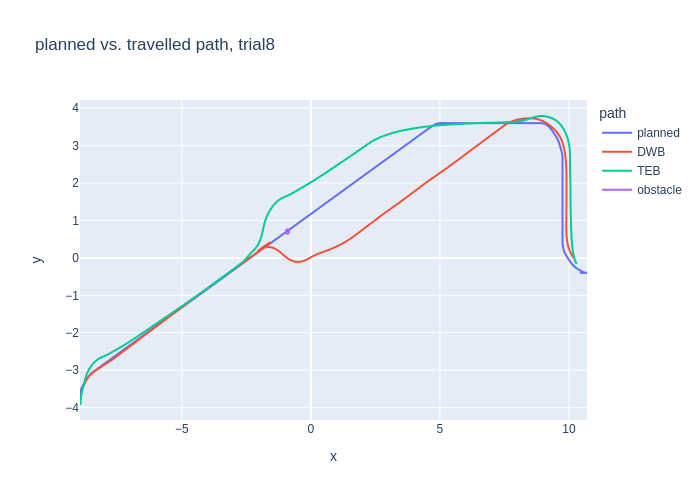 planned vs. travelled path, trial8
path
planned
DWB
TEB
obstacle
4
3
2
1
0
−1
−2
−3
−4
y
−5
0
5
10
x